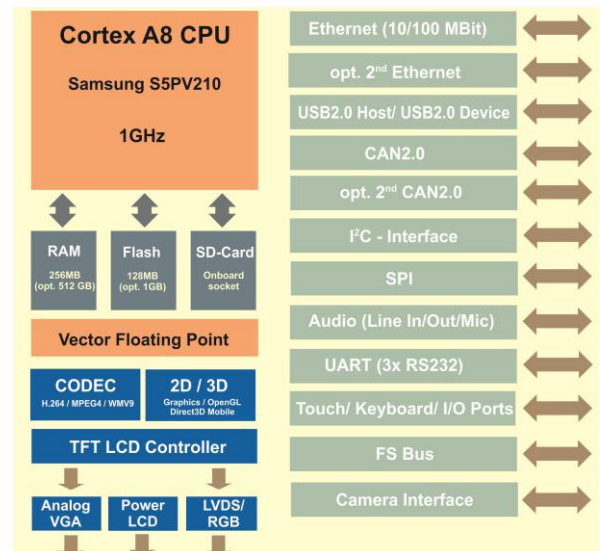 Cortex A8 CPU
Samsung S5PV210
1GHz
RAM
256MB
(opt. 512 GB)
Flash
128MB
(opt. 1GB)
SD-Card
Onboard
socket
Vector Floating Point
CODEC
H.264 / MPEG4 / WMV9
2D / 3D
Graphics / OpenGL
Direct3D Mobile
TFT LCD Controller
Analog
VGA
Power
LCD
LVDS/
RGB
Ethernet (10/100 MBit)
opt. 2nd Ethernet
USB2.0 Host/ USB2.0 Device
CAN2.0
opt. 2nd CAN2.0
I²C - Interface
SPI
Audio (Line In/Out/Mic)
UART (3x RS232)
Touch/ Keyboard/ I/O Ports
FS Bus
Camera Interface